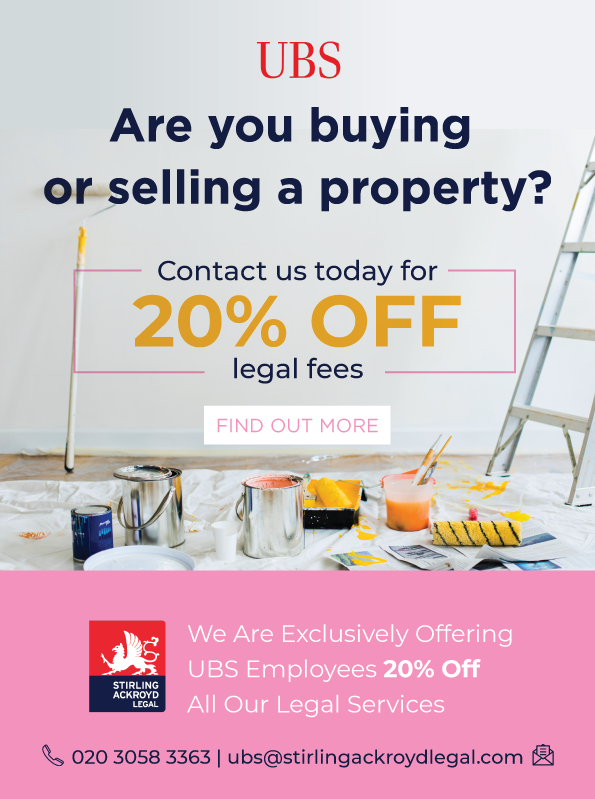 UBS
Are you buying
or selling a property?
Contact us today for
20% OFF
legal fees
FIND OUT MORE
We Are Exclusively Offering
UBS Employees 20% Off
All Our Legal Services
STIRLING
ACKROYD
LEGAL
020 3058 3363 | ubs@stirlingackroydlegal.com